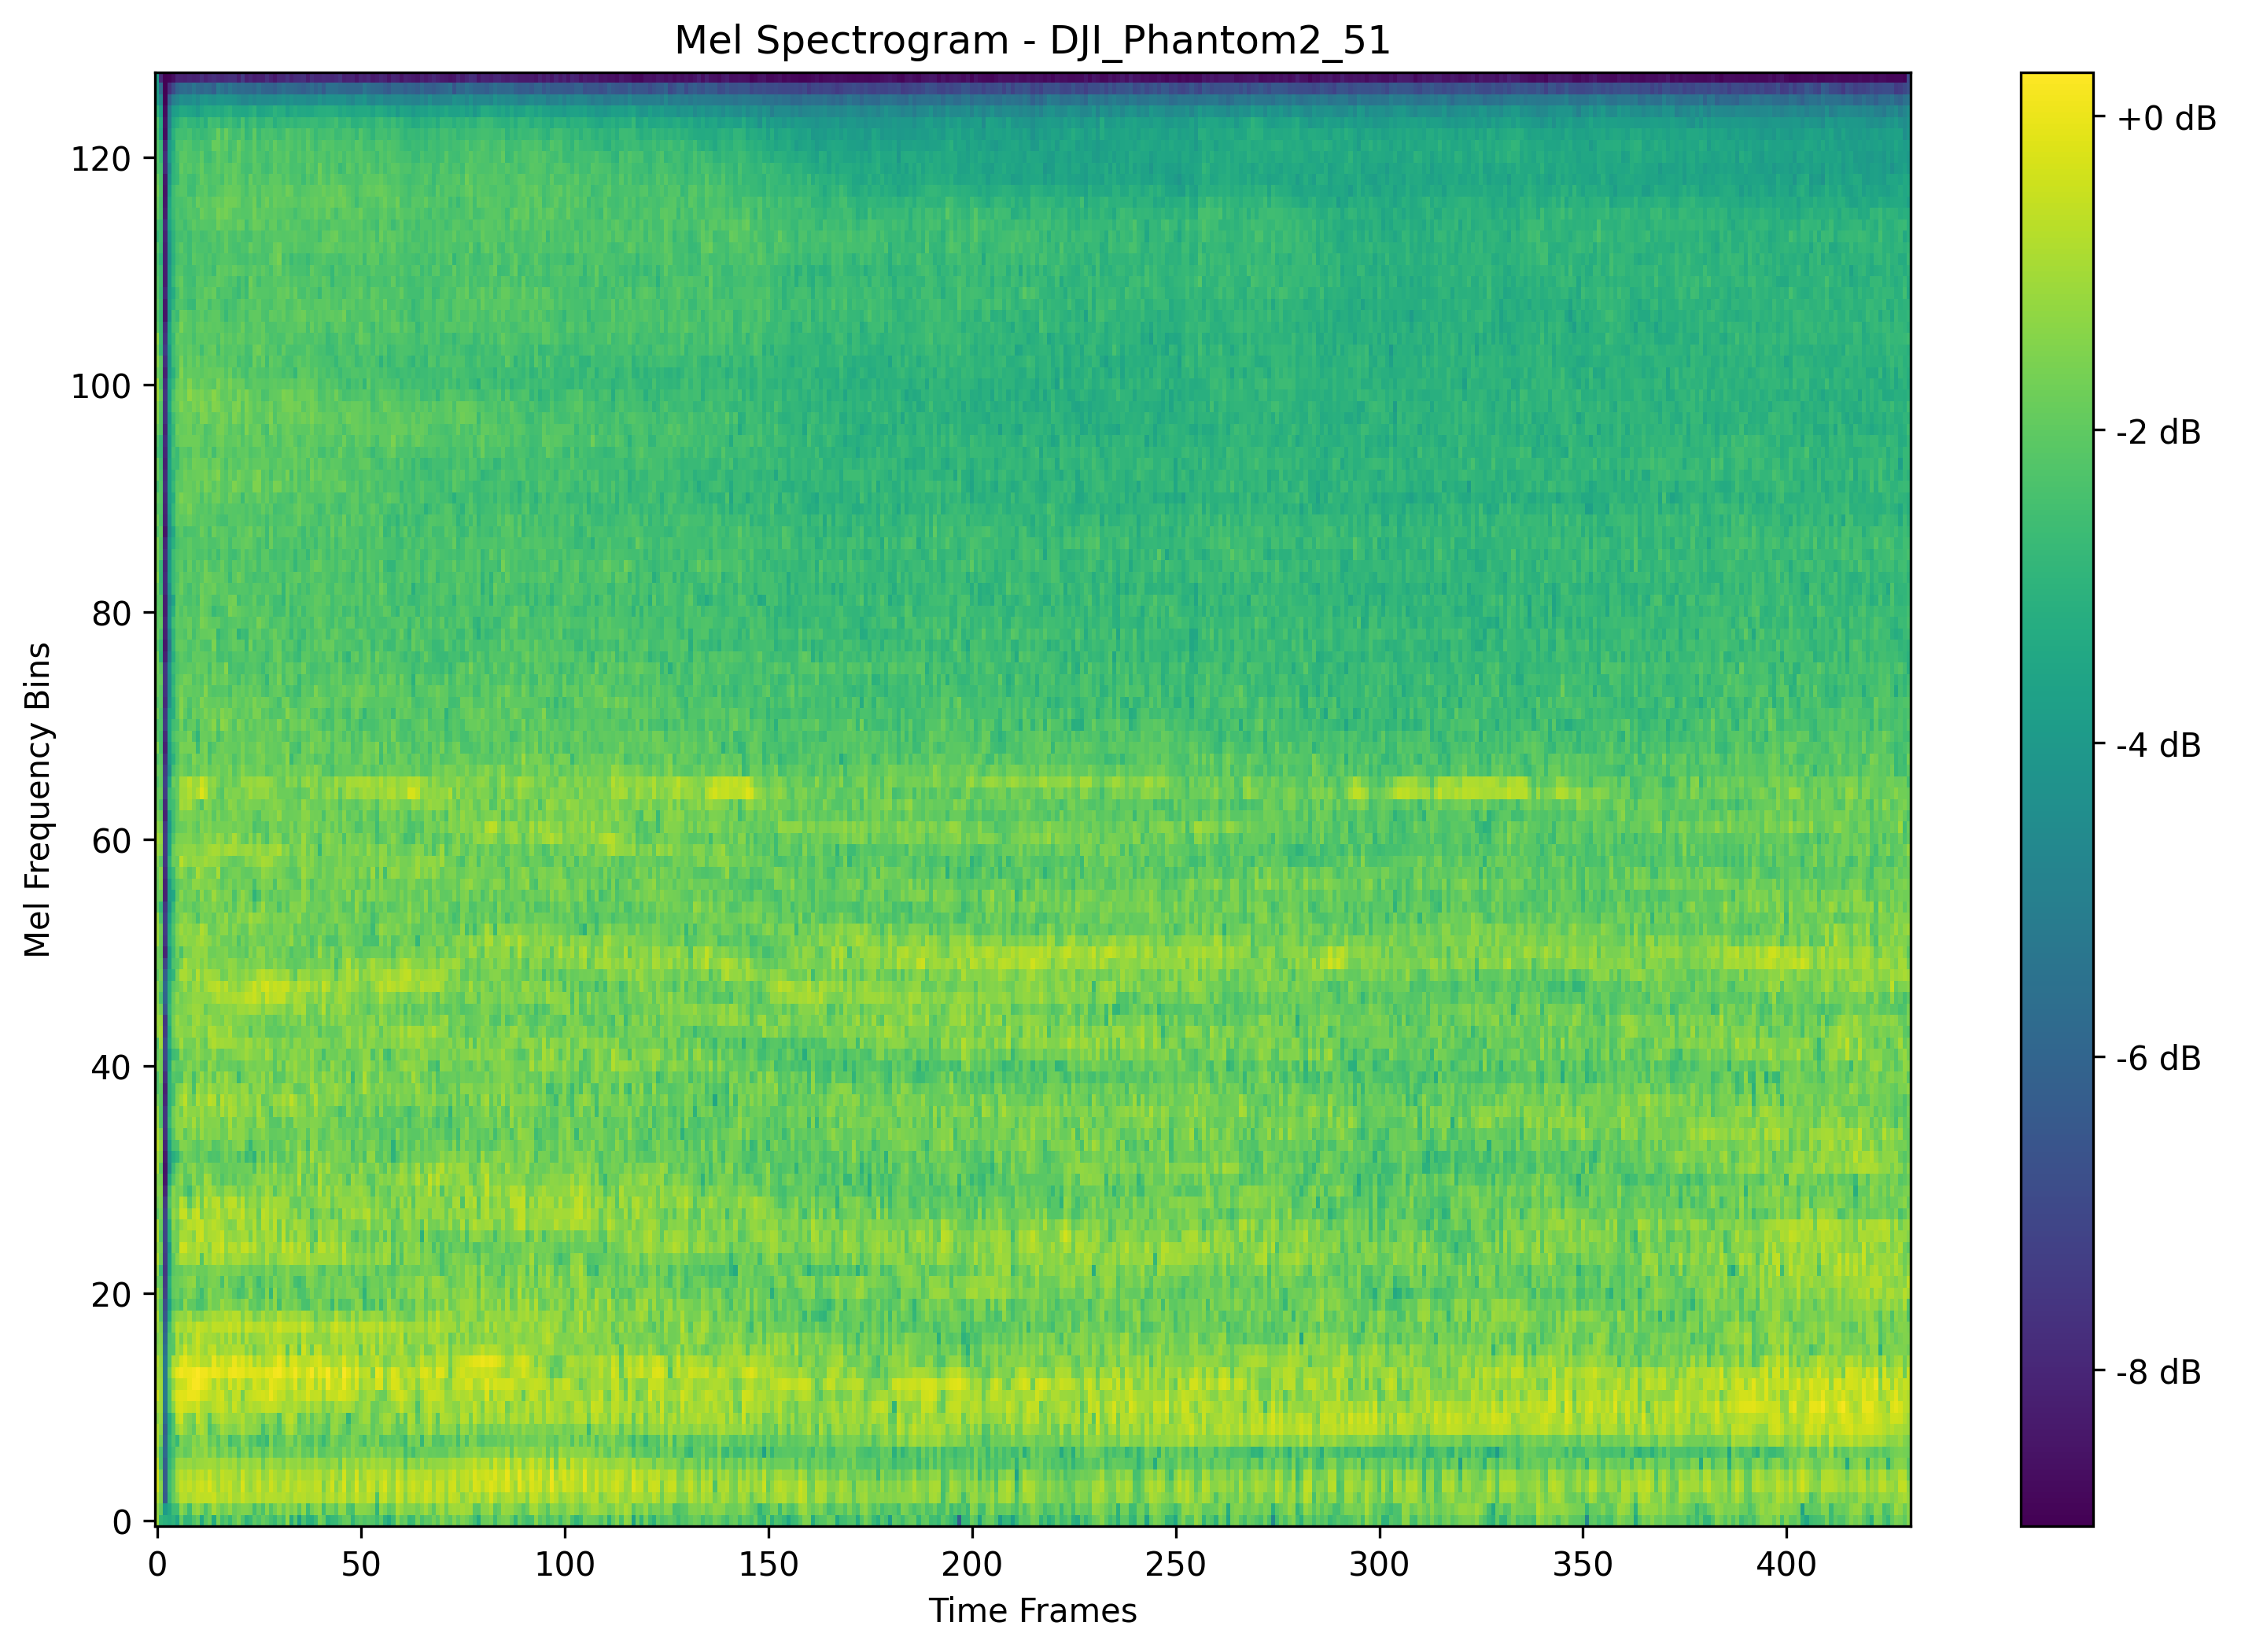 Mel Spectrogram - DJI_Phantom2_51
Mel Frequency Bins
120
100
80
60
40
20
0
0 50 100 150 200 250 300 350 400
Time Frames
+0 dB
-2 dB
-4 dB
-6 dB
-8 dB